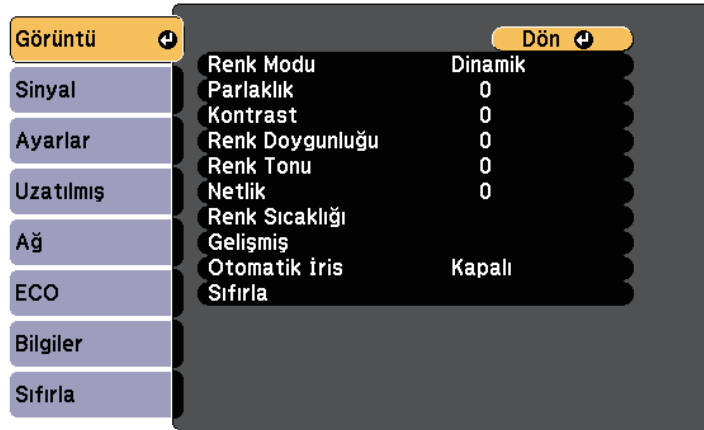 Görüntü
Sinyal
Ayarlar
Uzatılmış
Ağ
ECO
Bilgiler
Sıfırla
Dön
Renk Modu Dinamik
Parlaklık 0
Kontrast 0
Renk Doygunluğu 0
Renk Tonu 0
Netlik 0
Renk Sıcaklığı
Gelişmiş
Otomatik İris Kapalı
Sıfırla